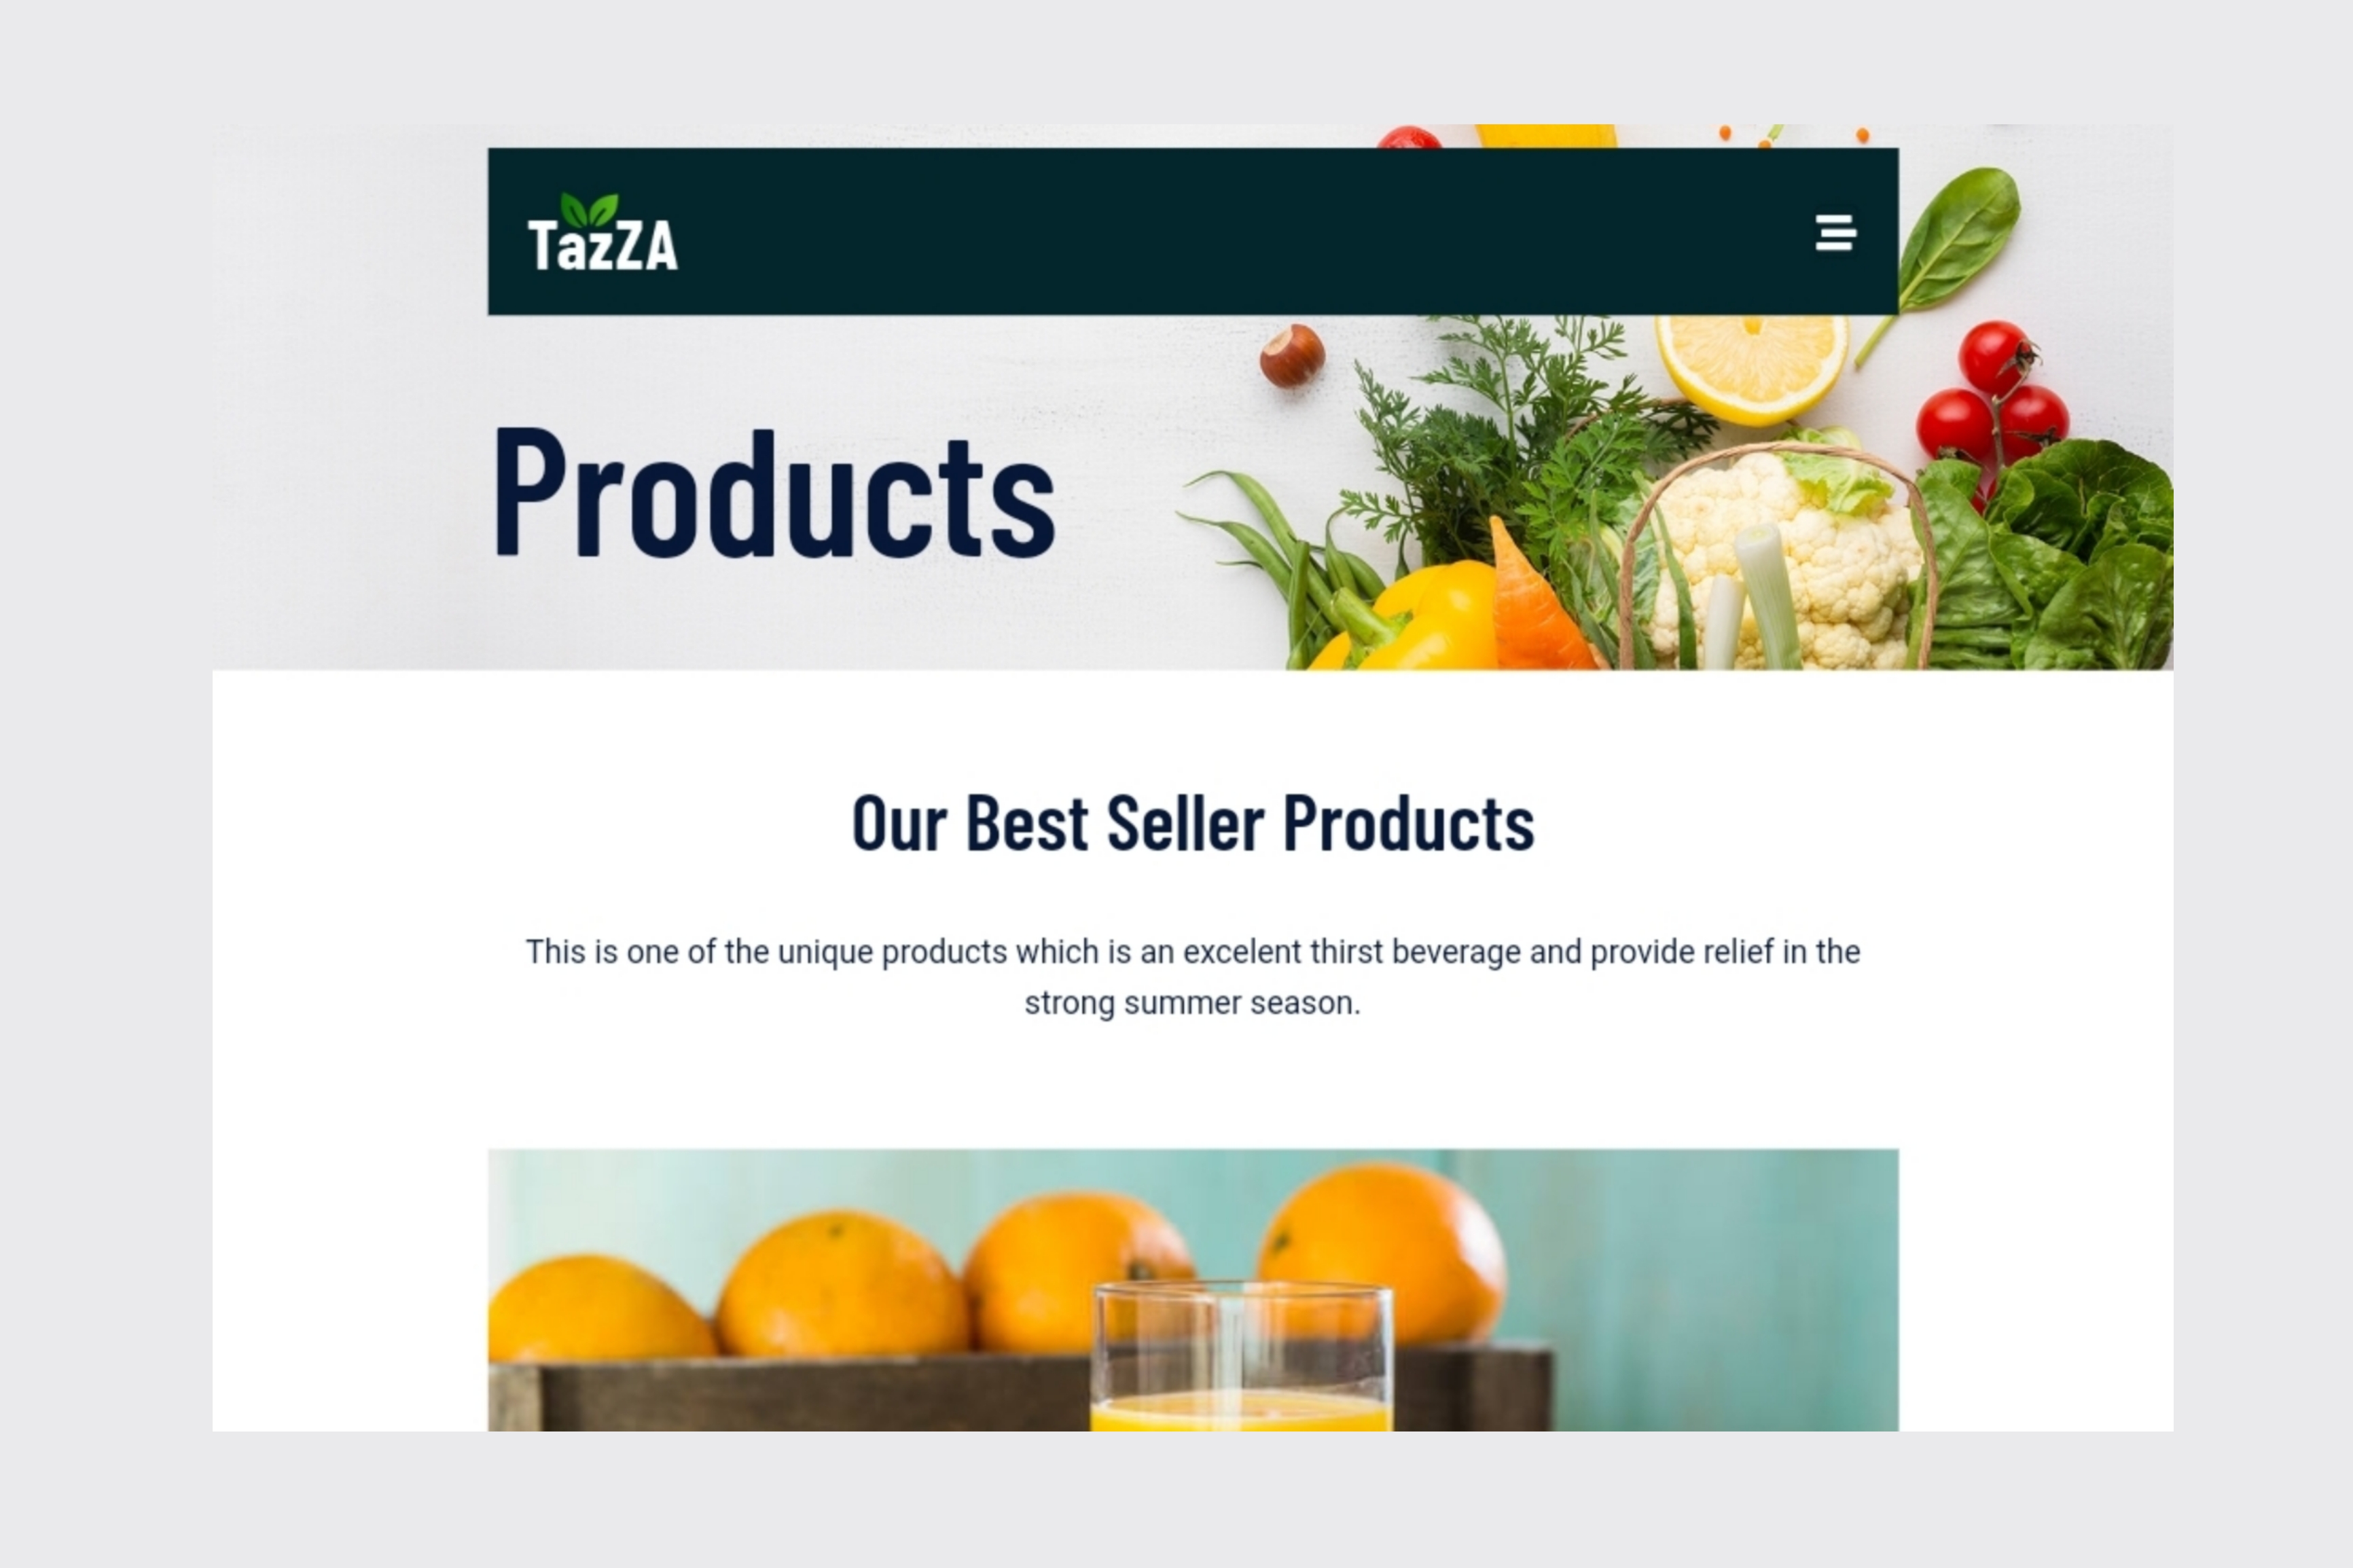 TazZA
Products
Our Best Seller Products
This is one of the unique products which is an excelent thirst beverage and provide relief in the
strong summer season.